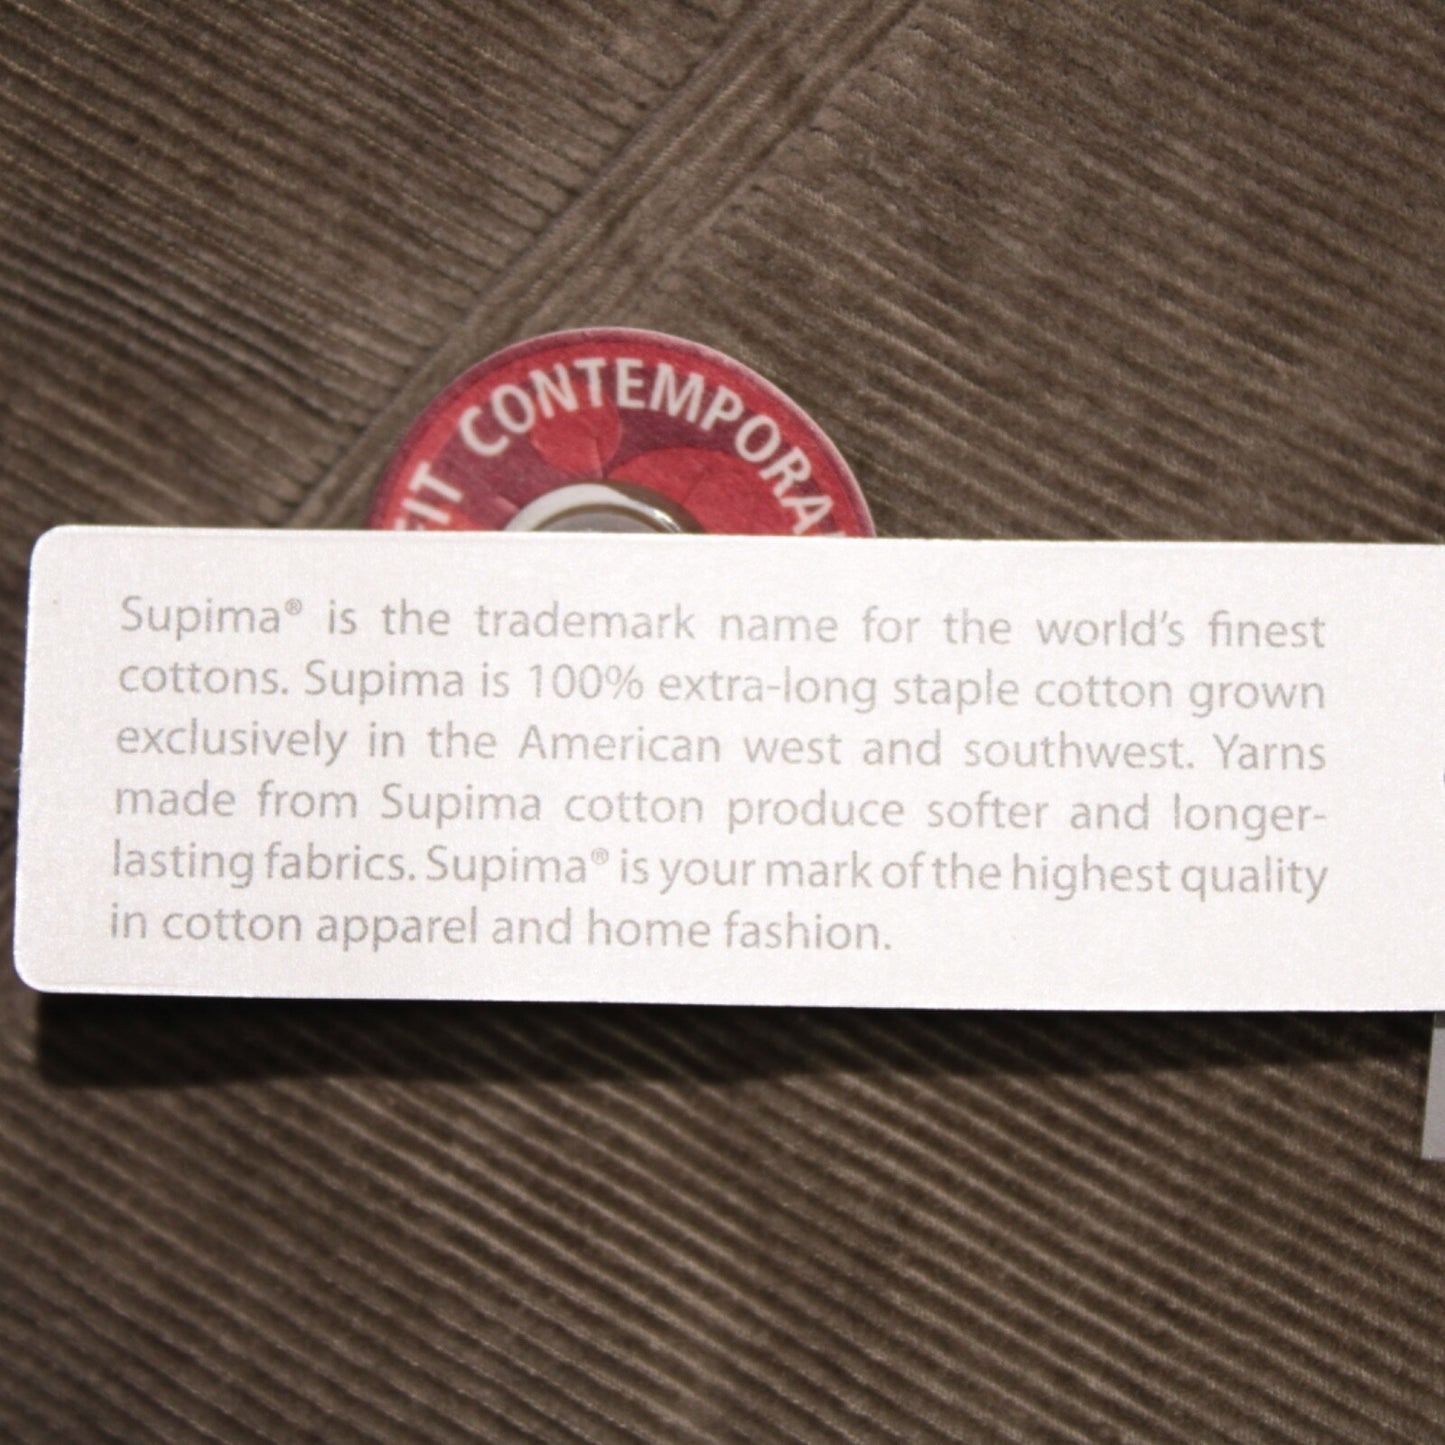 FIT CONTEMPORA
Supima® is the trademark name for the world's finest
cottons. Supima is 100% extra-long staple cotton grown
exclusively in the American west and southwest. Yarns
made from Supima cotton produce softer and longer-
lasting fabrics. Supima® is your mark of the highest quality
in cotton apparel and home fashion.